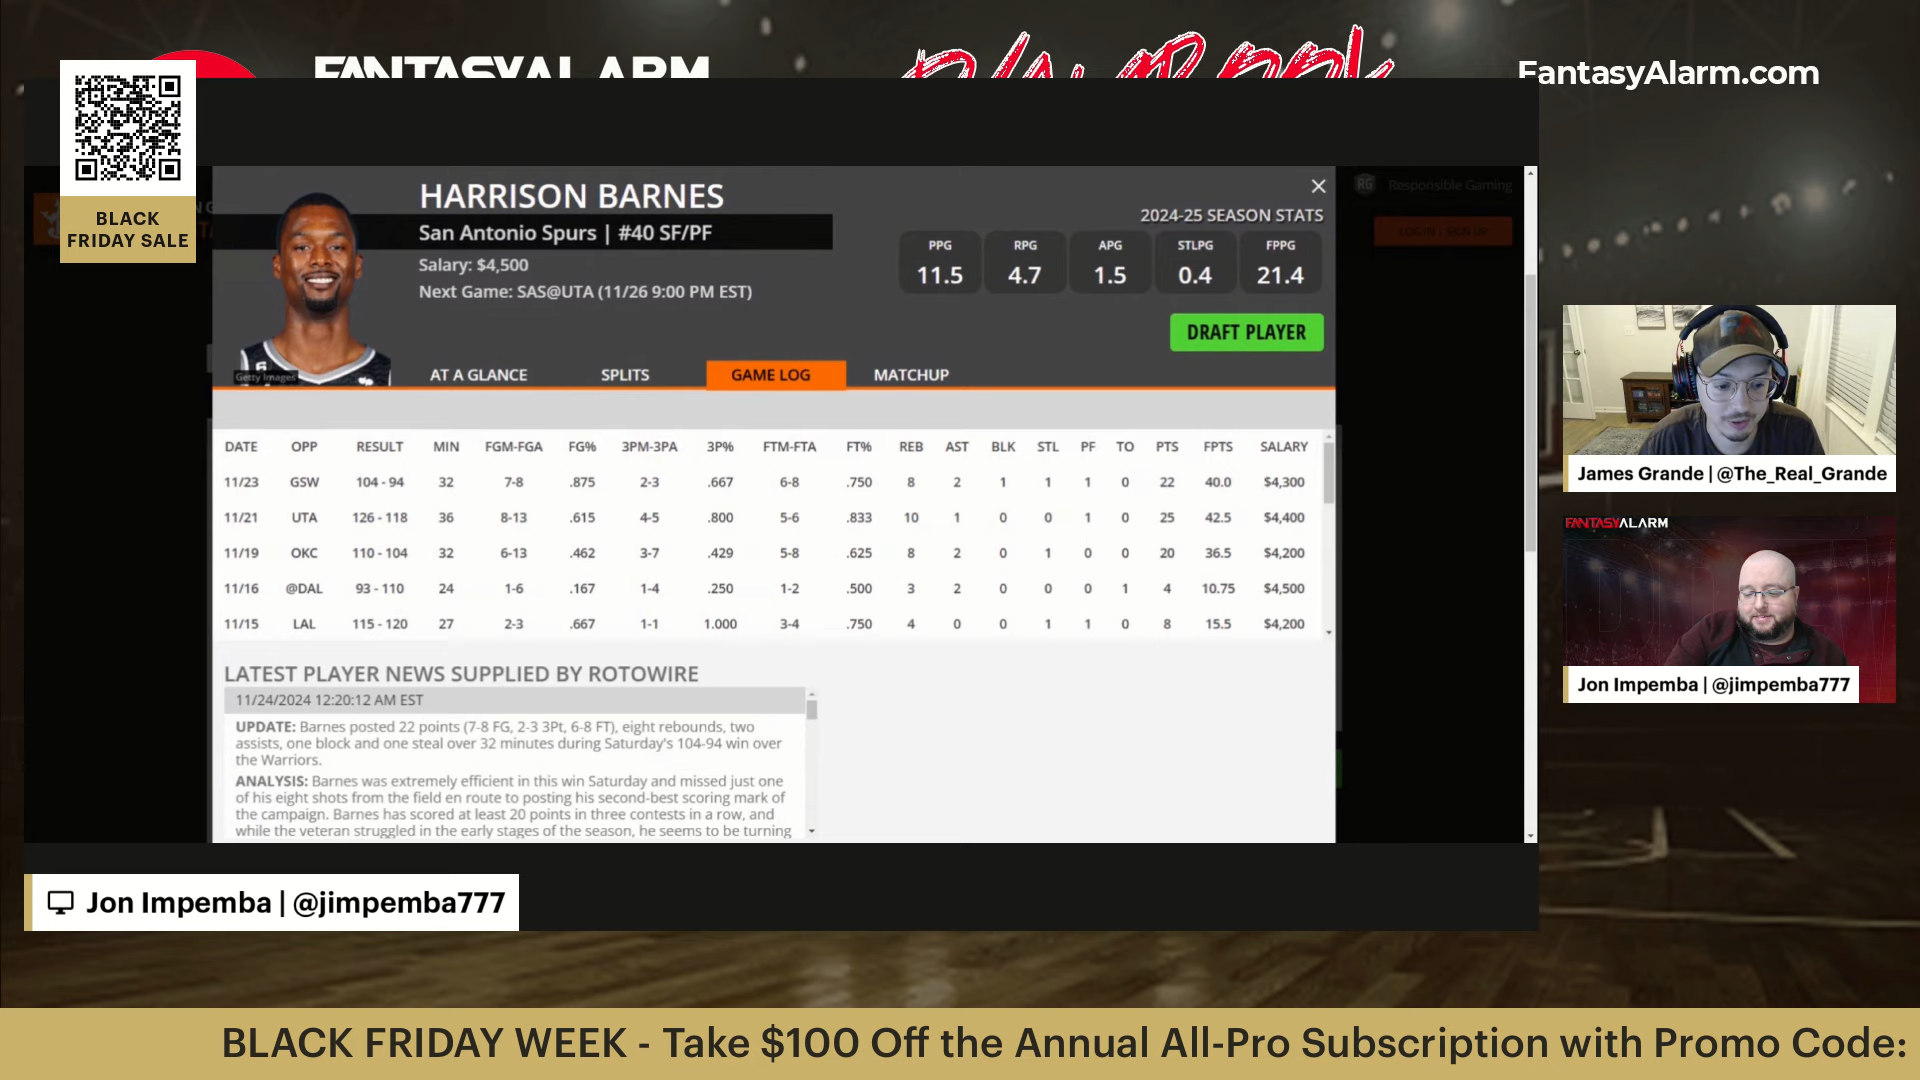 FANTASYALARM
PLAYBOOK
FantasyAlarm.com
BLACK
FRIDAY SALE
HARRISON BARNES
San Antonio Spurs | #40 SF/PF
Salary: $4,500
Next Game: SAS@UTA (11/26 9:00 PM EST)
Getty Images
RG Responsible Gaming
LOGIN | SIGN UP
2024-25 SEASON STATS
PPG RPG APG STLPG FPPG
11.5 4.7 1.5 0.4 21.4
DRAFT PLAYER
AT A GLANCE SPLITS GAME LOG MATCHUP
DATE OPP RESULT MIN FGM-FGA FG% 3PM-3PA 3P% FTM-FTA FT% REB AST BLK STL PF TO PTS FPTS SALARY
11/23 GSW 104 - 94 32 7-8 .875 2-3 .667 6-8 .750 8 2 1 1 1 0 22 40.0 $4,300
11/21 UTA 126 - 118 36 8-13 .615 4-5 .800 5-6 .833 10 1 0 0 1 0 25 42.5 $4,400
11/19 OKC 110 - 104 32 6-13 .462 3-7 .429 5-8 .625 8 2 0 1 0 0 20 36.5 $4,200
11/16 @DAL 93 - 110 24 1-6 .167 1-4 .250 1-2 .500 3 2 0 0 0 1 4 10.75 $4,500
11/15 LAL 115 - 120 27 2-3 .667 1-1 1.000 3-4 .750 4 0 0 1 1 0 8 15.5 $4,200
LATEST PLAYER NEWS SUPPLIED BY ROTOWIRE
11/24/2024 12:20:12 AM EST
UPDATE: Barnes posted 22 points (7-8 FG, 2-3 3Pt, 6-8 FT), eight rebounds, two
assists, one block and one steal over 32 minutes during Saturday's 104-94 win over
the Warriors.
ANALYSIS: Barnes was extremely efficient in this win Saturday and missed just one
of his eight shots from the field en route to posting his second-best scoring mark of
the campaign. Barnes has scored at least 20 points in three contests in a row, and
while the veteran struggled in the early stages of the season, he seems to be turning
James Grande | @The_Real_Grande
FANTASYALARM
Jon Impemba | @jimpemba777
Jon Impemba | @jimpemba777
BLACK FRIDAY WEEK - Take $100 Off the Annual All-Pro Subscription with Promo Code: